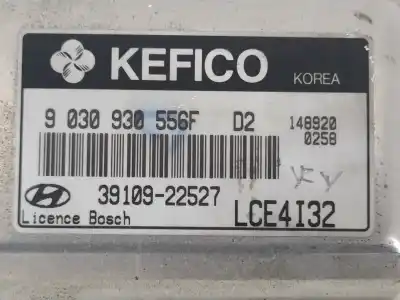 KEFICO
KOREA
9 030 930 556F D2 148920
0258
39109-22527
Licence Bosch LCE4I32